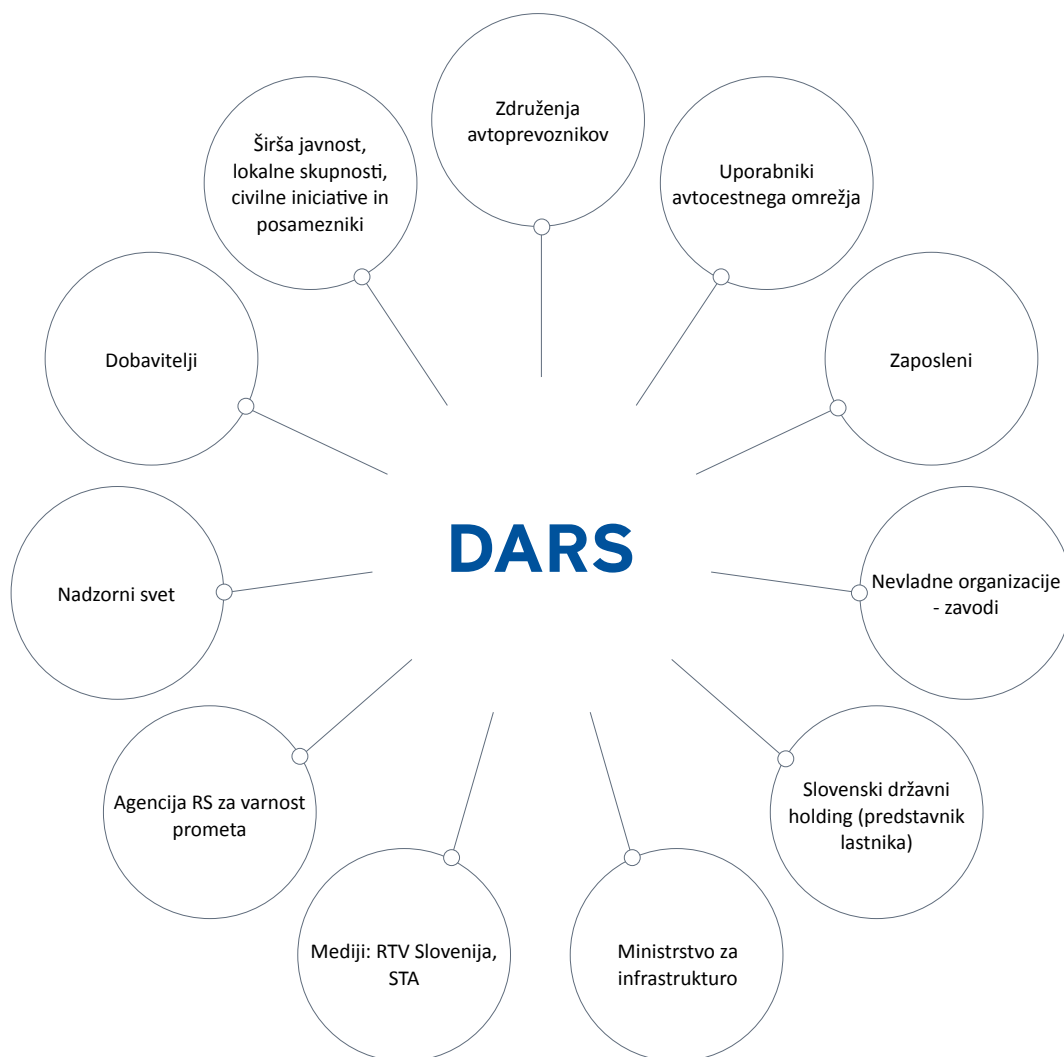 Združenja
avtoprevoznikov
Širša javnost,
lokalne skupnosti,
civilne iniciative in
posamezniki
Uporabniki
avtocestnega omrežja
Dobavitelji
Zaposleni
DARS
Nadzorni svet
Nevladne organizacije
- zavodi
Agencija RS za varnost
prometa
Slovenski državni
holding (predstavnik
lastnika)
Mediji: RTV Slovenija,
STA
Ministrstvo za
infrastrukturo